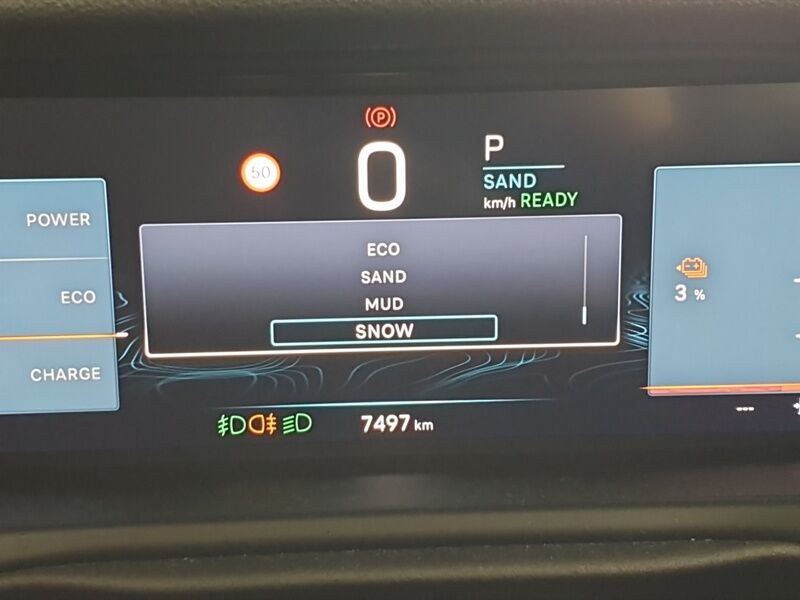 P
50
0
P
SAND
km/h READY
POWER
ECO
CHARGE
ECO
SAND
MUD
SNOW
3 %
7497 km
---